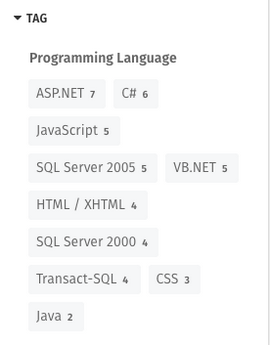 TAG
Programming Language
ASP.NET 7 C# 6
JavaScript 5
SQL Server 2005 5 VB.NET 5
HTML / XHTML 4
SQL Server 2000 4
Transact-SQL 4 CSS 3
Java 2